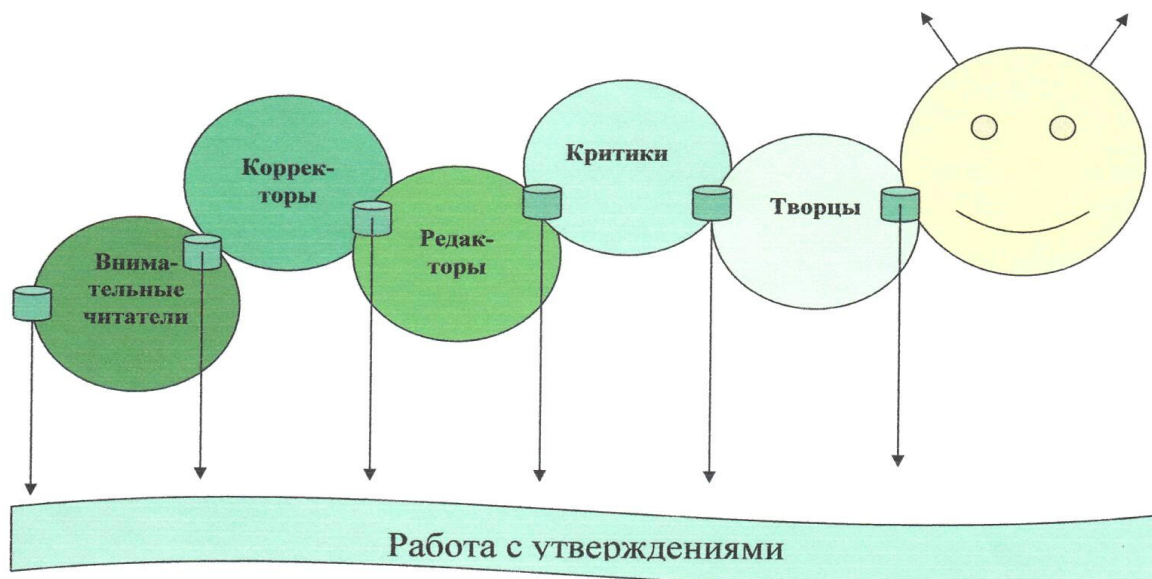 Внима-
тельные
читатели
Коррек-
торы
Редак-
торы
Критики
Творцы
Работа с утверждениями